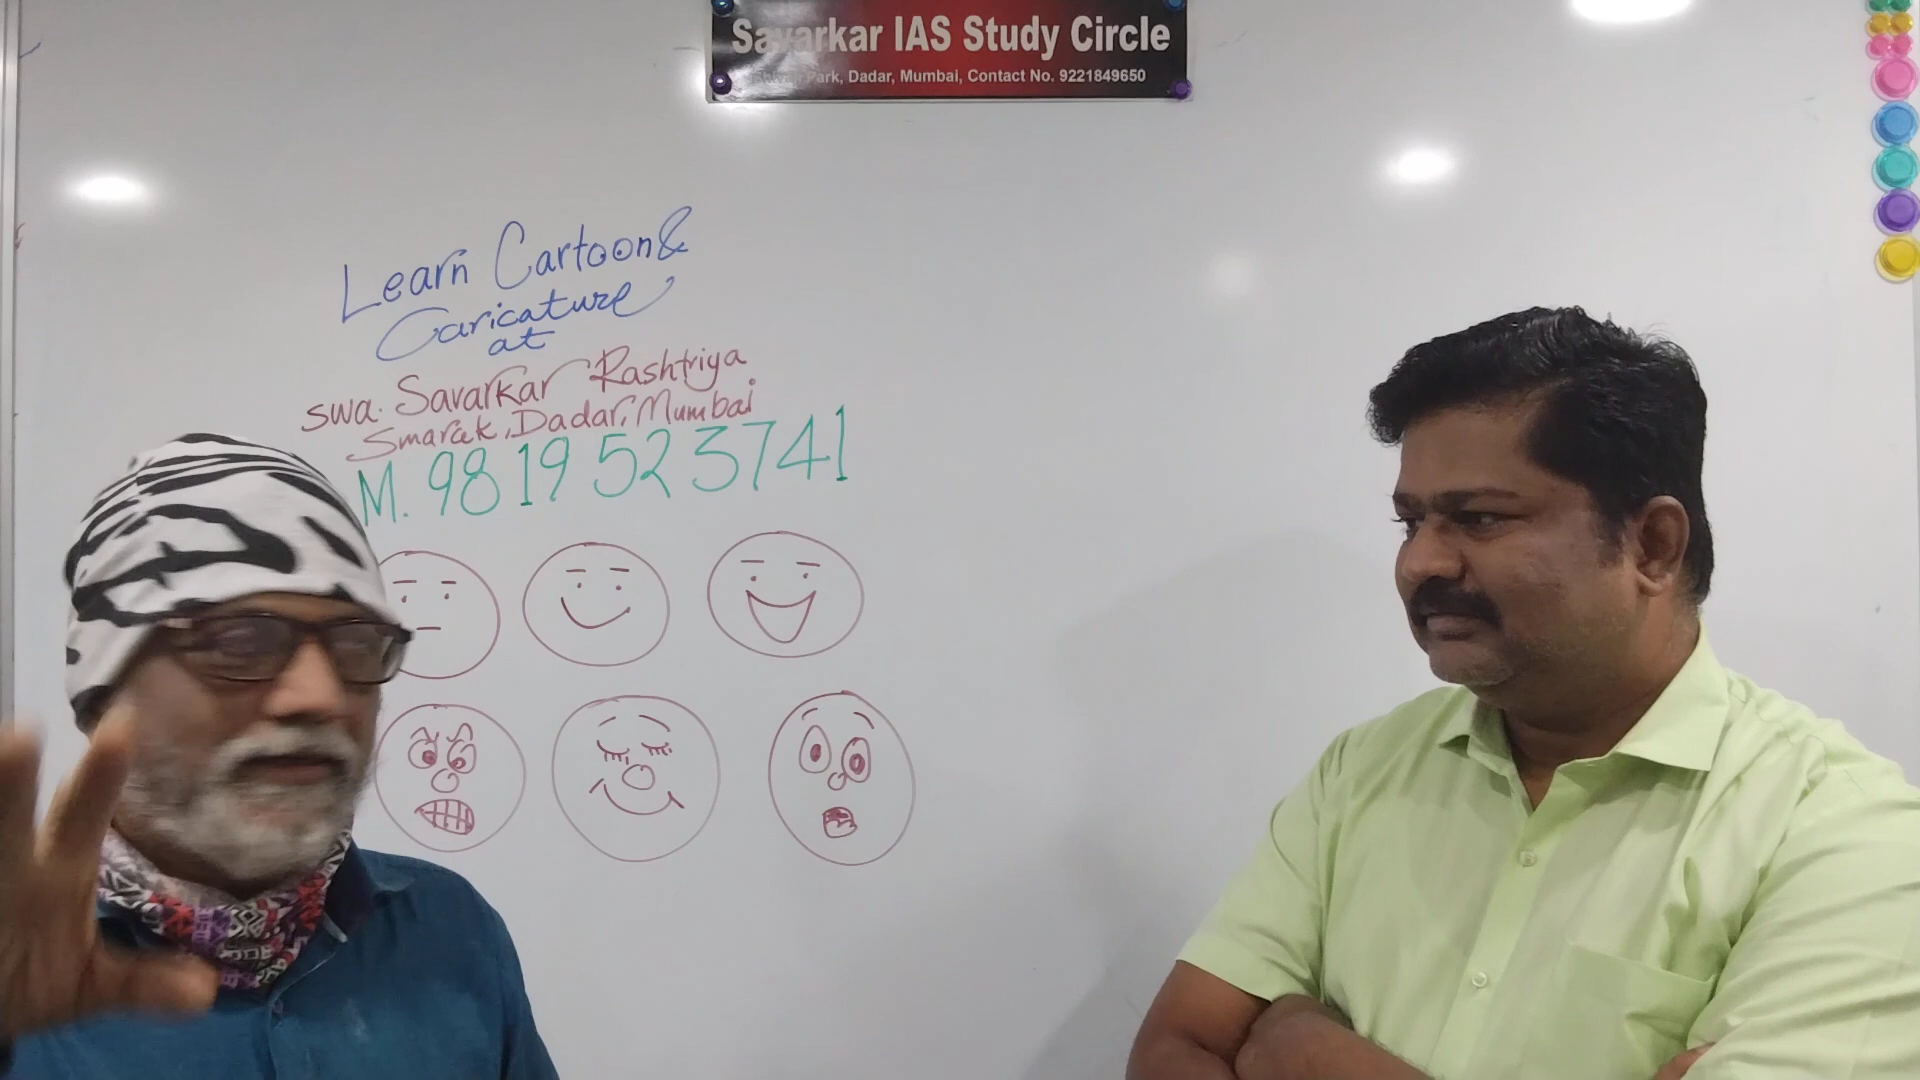 Savarkar IAS Study Circle
Park, Dadar, Mumbai, Contact No. 9221849650
Learn Cartoon &
Caricature
at
swa. Savarkar Rashtriya
Smarak, Dadar, Mumbai
M. 9819523741